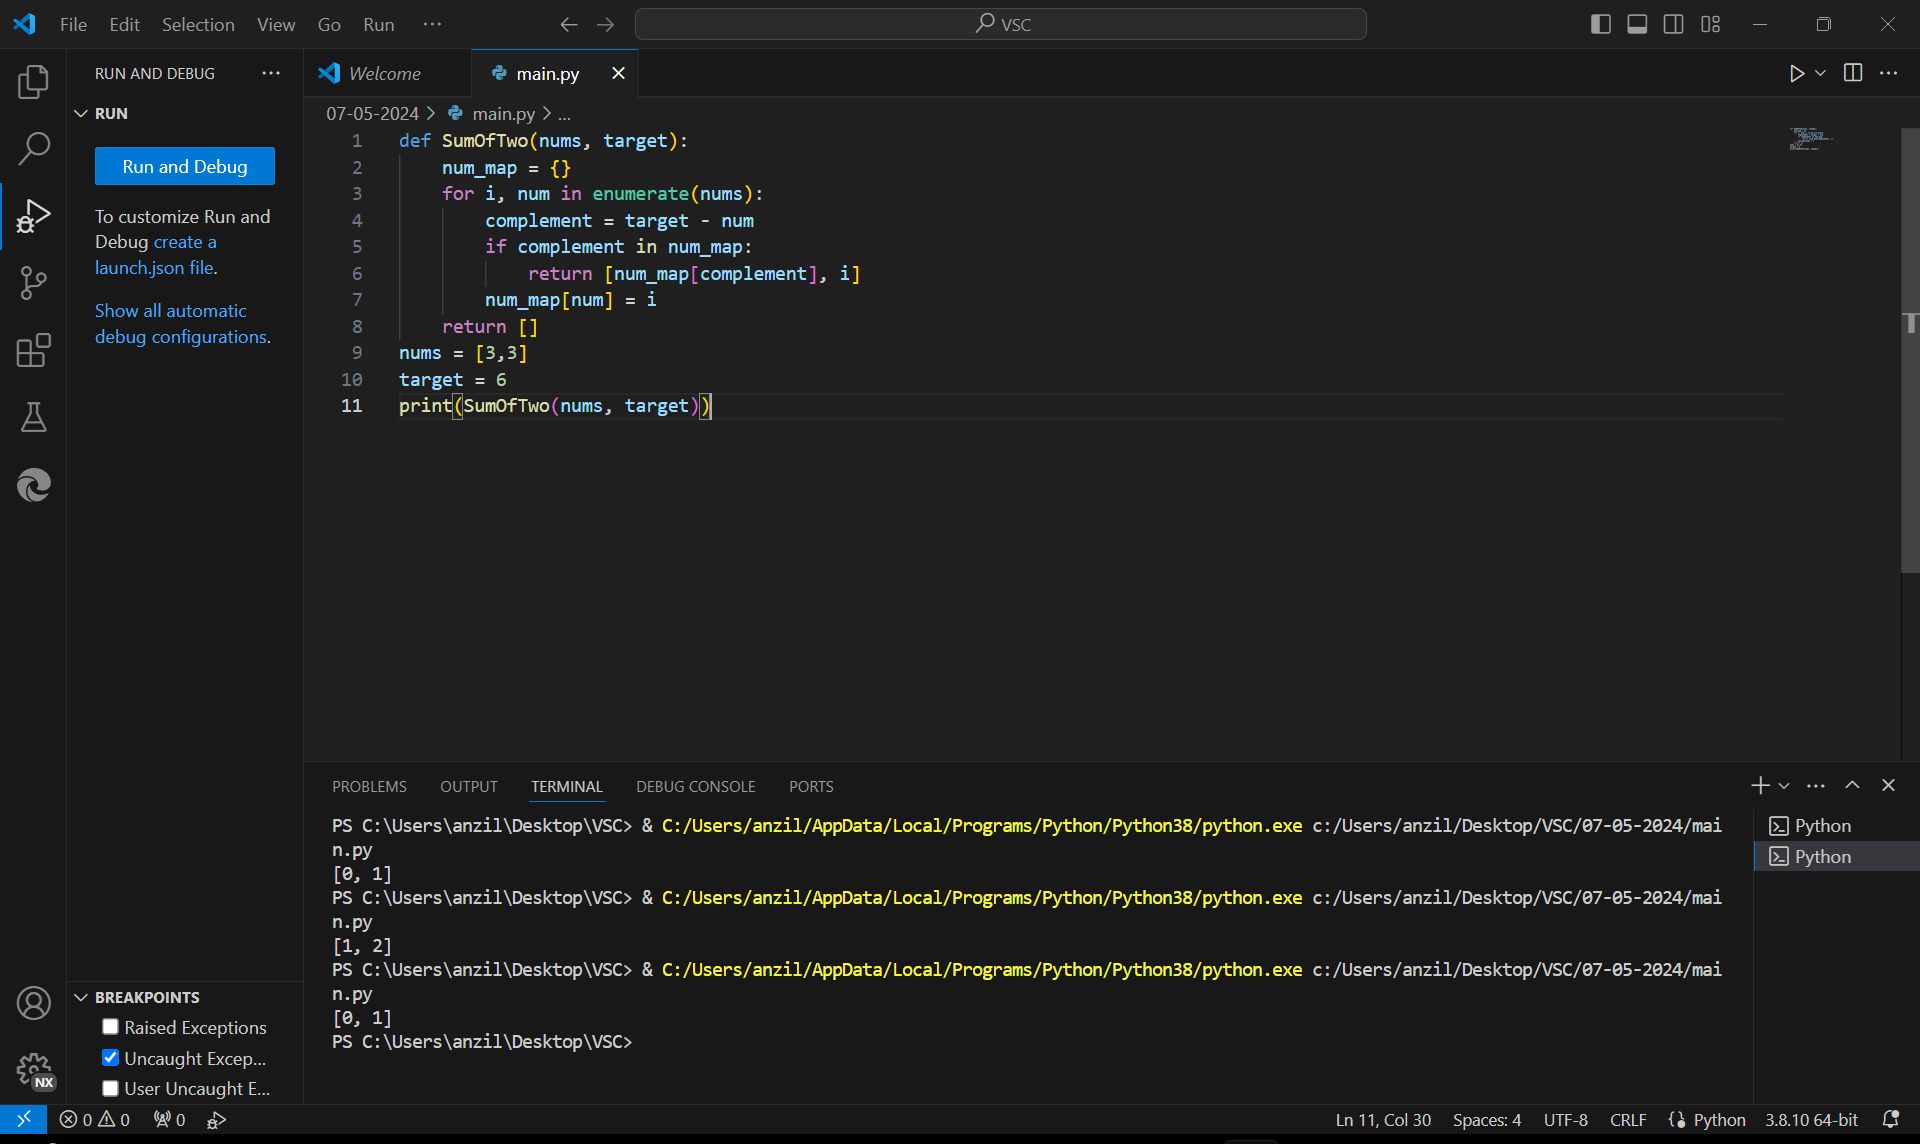 File Edit Selection View Go Run ··· VSC
RUN AND DEBUG ···
RUN
Run and Debug
To customize Run and
Debug create a
launch.json file.
Show all automatic
debug configurations.
BREAKPOINTS
Raised Exceptions
Uncaught Excep...
User Uncaught E...
NX
Welcome main.py
07-05-2024 > main.py > ...
1 def SumOfTwo(nums, target):
2 num_map = {}
3 for i, num in enumerate(nums):
4 complement = target - num
5 if complement in num_map:
6 return [num_map[complement], i]
7 num_map[num] = i
8 return []
9 nums = [3,3]
10 target = 6
11 print(SumOfTwo(nums, target))
PROBLEMS OUTPUT TERMINAL DEBUG CONSOLE PORTS
PS C:\Users\anzil\Desktop\VSC> & C:/Users/anzil/AppData/Local/Programs/Python/Python38/python.exe c:/Users/anzil/Desktop/VSC/07-05-2024/mai
n.py
[0, 1]
PS C:\Users\anzil\Desktop\VSC> & C:/Users/anzil/AppData/Local/Programs/Python/Python38/python.exe c:/Users/anzil/Desktop/VSC/07-05-2024/mai
n.py
[1, 2]
PS C:\Users\anzil\Desktop\VSC> & C:/Users/anzil/AppData/Local/Programs/Python/Python38/python.exe c:/Users/anzil/Desktop/VSC/07-05-2024/mai
n.py
[0, 1]
PS C:\Users\anzil\Desktop\VSC>
Python
Python
0 0 0 Ln 11, Col 30 Spaces: 4 UTF-8 CRLF Python 3.8.10 64-bit